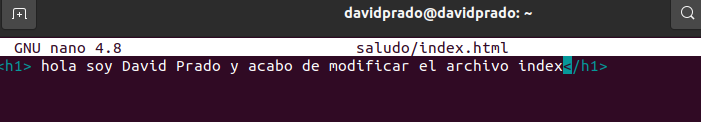 davidprado@davidprado: ~
GNU nano 4.8 saludo/index.html
<h1> hola soy David Prado y acabo de modificar el archivo index</h1>